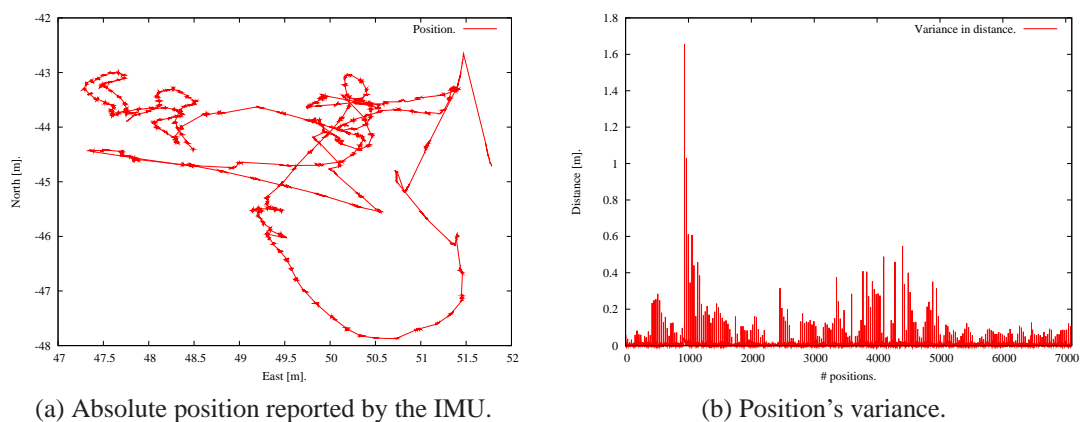 -42
-43
-44
-45
-46
-47
-48
47 47.5 48 48.5 49 49.5 50 50.5 51 51.5 52
North [m].
East [m].
Position.
(a) Absolute position reported by the IMU.
1.8
1.6
1.4
1.2
1
0.8
0.6
0.4
0.2
0
0 1000 2000 3000 4000 5000 6000 7000
Distance [m].
# positions.
Variance in distance.
(b) Position's variance.